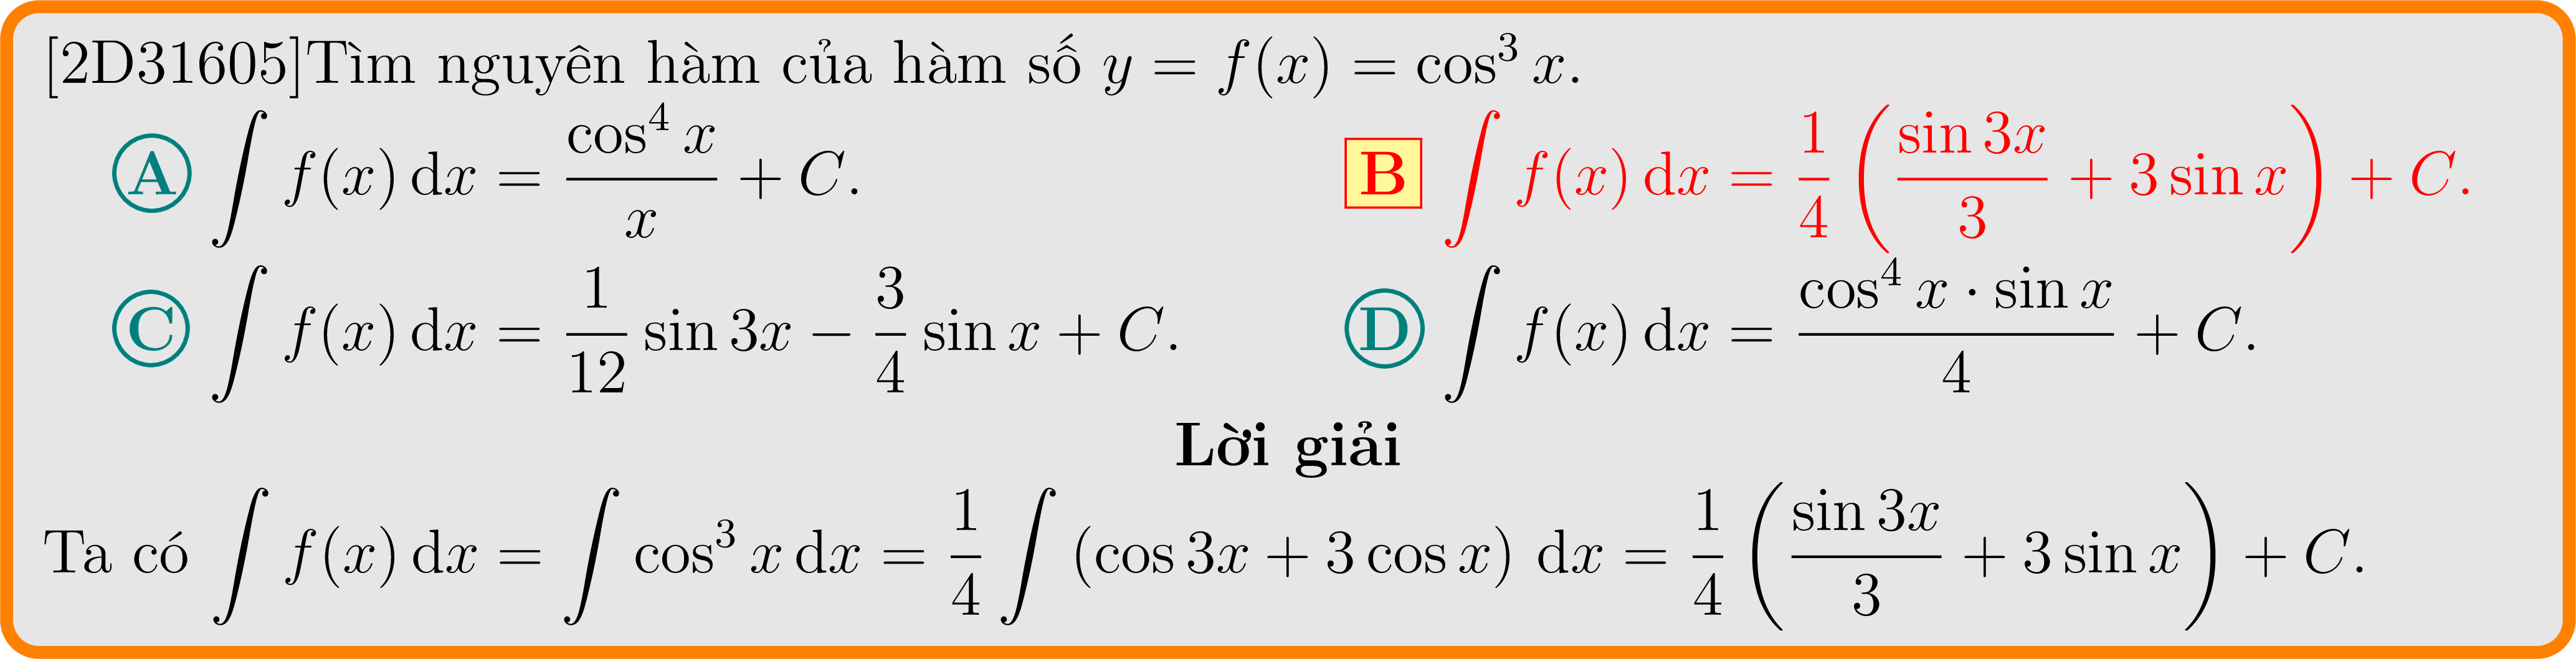 [2D31605]Tìm nguyên hàm của hàm số $y = f(x) = \cos^3 x$.
A $\int f(x)\,\mathrm{d}x = \frac{\cos^4 x}{x} + C.$ B $\int f(x)\,\mathrm{d}x = \frac{1}{4}\left(\frac{\sin 3x}{3} + 3\sin x\right) + C.$
C $\int f(x)\,\mathrm{d}x = \frac{1}{12}\sin 3x - \frac{3}{4}\sin x + C.$ D $\int f(x)\,\mathrm{d}x = \frac{\cos^4 x \cdot \sin x}{4} + C.$
Lời giải
Ta có $\int f(x)\,\mathrm{d}x = \int \cos^3 x\,\mathrm{d}x = \frac{1}{4}\int (\cos 3x + 3\cos x)\,\mathrm{d}x = \frac{1}{4}\left(\frac{\sin 3x}{3} + 3\sin x\right) + C.$